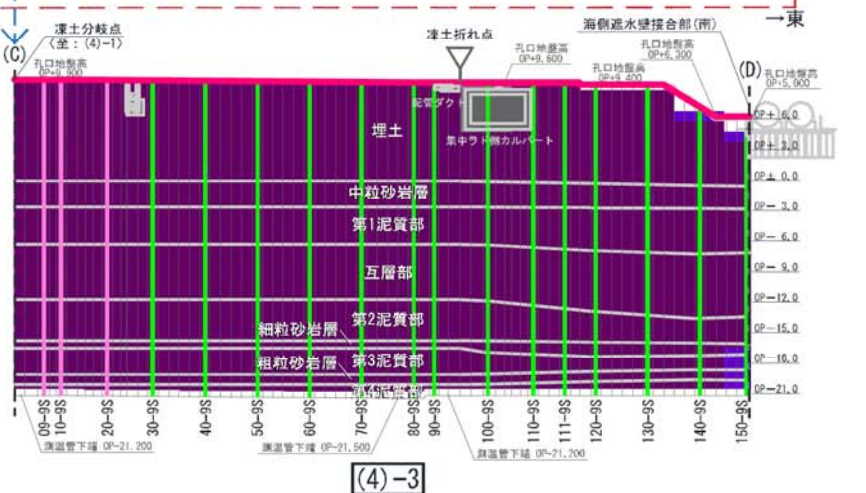 →東
凍土分岐点
〈至：(4)-1〉
(C)
孔口地盤高
OP+9.900
凍土折れ点
孔口地盤高
OP+9.600
海側遮水壁接合部(南)
孔口地盤高
OP+9.400
孔口地盤高
OP+6.300
(D)
孔口地盤高
OP+5.000
配管ダクト
集中ラド側カルバート
埋土
中粒砂岩層
第1泥質部
互層部
第2泥質部
細粒砂岩層
第3泥質部
粗粒砂岩層
第4泥質部
OP+ 6.0
OP+ 3.0
OP± 0.0
OP- 3.0
OP- 6.0
OP- 9.0
OP-12.0
OP-15.0
OP-18.0
OP-21.0
09-9S
10-9S
20-9S
30-9S
40-9S
50-9S
60-9S
70-9S
80-9S
90-9S
100-9S
110-9S
111-9S
120-9S
130-9S
140-9S
150-9S
測温管下端 OP-21.200
測温管下端 OP-21.500
測温管下端 OP-21.200
(4)-3